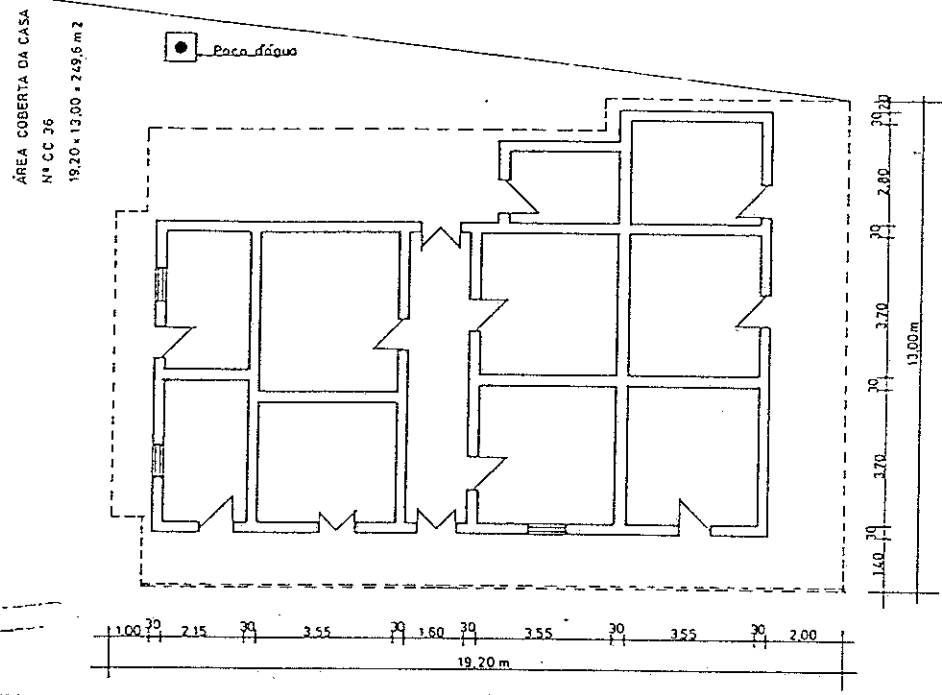 ÁREA COBERTA DA CASA
Nº CC 36
19,20 x 13,00 = 249,6 m2
Poço d'água
20
30
2,80
30
3,70
13,00 m
30
3,70
30
1,40
1,00 30 2,15 30 3,55 30 1,60 30 3,55 30 3,55 30 2,00
19,20 m